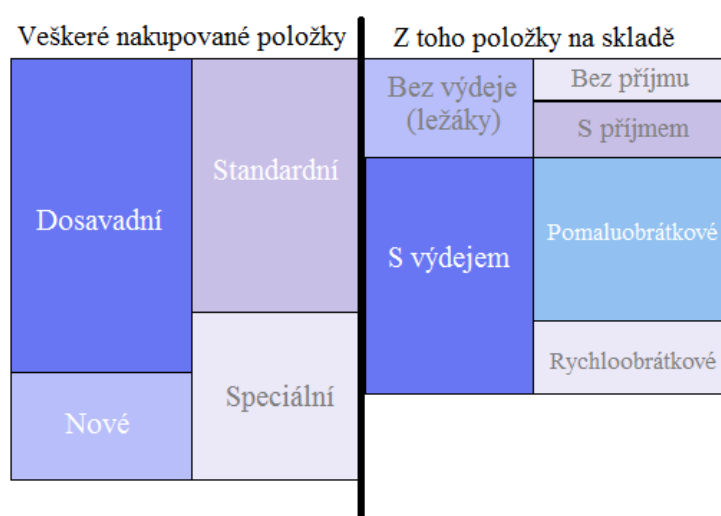 Veškeré nakupované položky
Dosavadní
Nové
Standardní
Speciální
Z toho položky na skladě
Bez výdeje
(ležáky)
S výdejem
Bez příjmu
S příjmem
Pomaluobrátkové
Rychloobrátkové